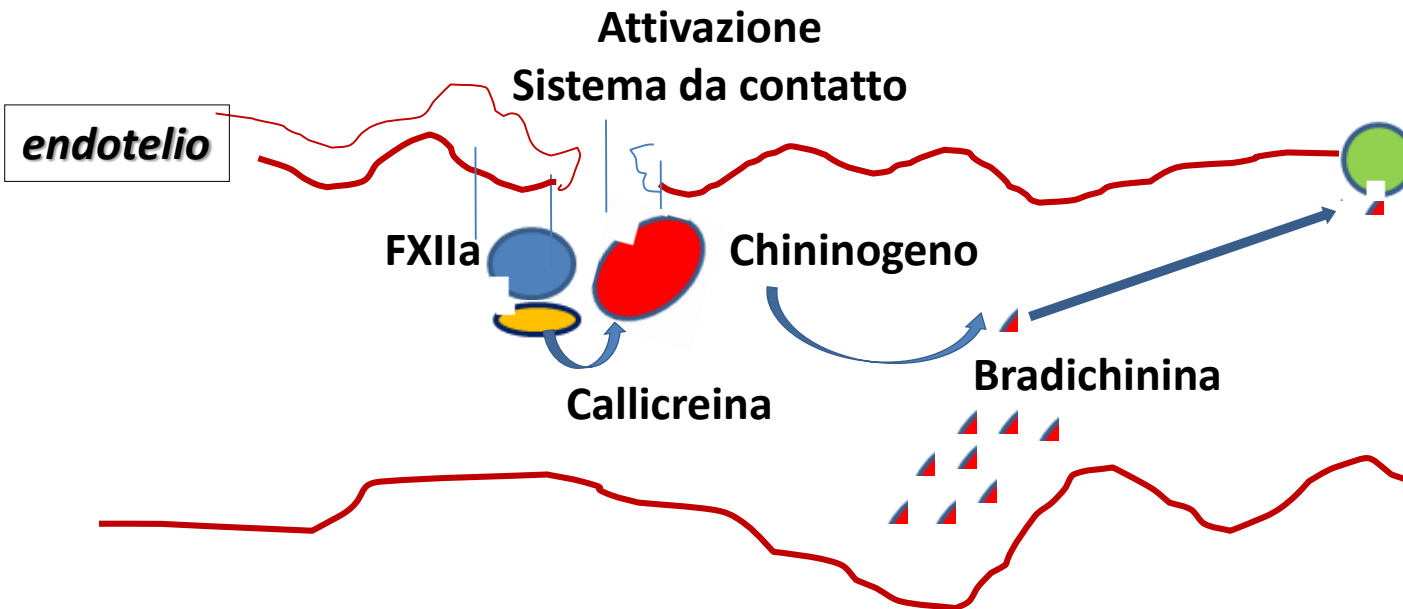 Attivazione
Sistema da contatto
endotelio
FXIIa
Chininogeno
Bradichinina
Callicreina